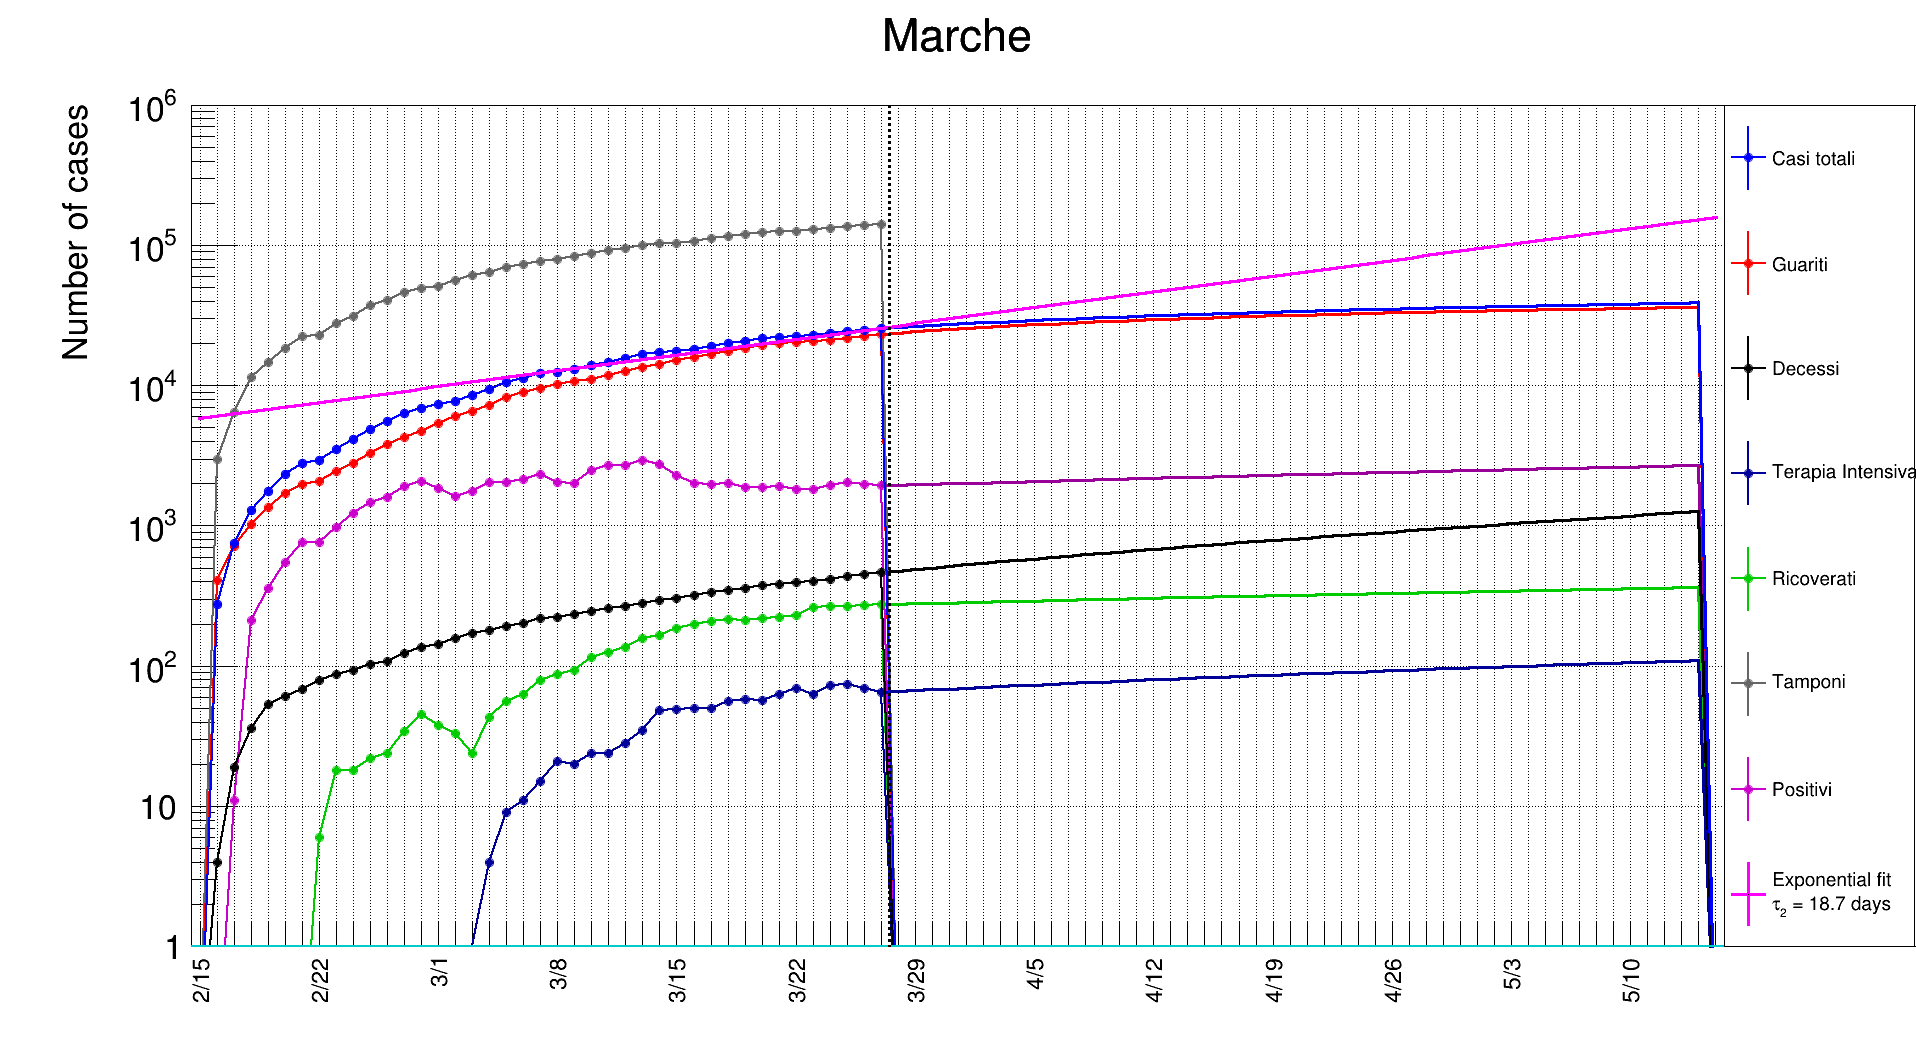 Marche
Number of cases
10^6
10^5
10^4
10^3
10^2
10
1
2/15
2/22
3/1
3/8
3/15
3/22
3/29
4/5
4/12
4/19
4/26
5/3
5/10
Casi totali
Guariti
Decessi
Terapia Intensiva
Ricoverati
Tamponi
Positivi
Exponential fit
τ₂ = 18.7 days